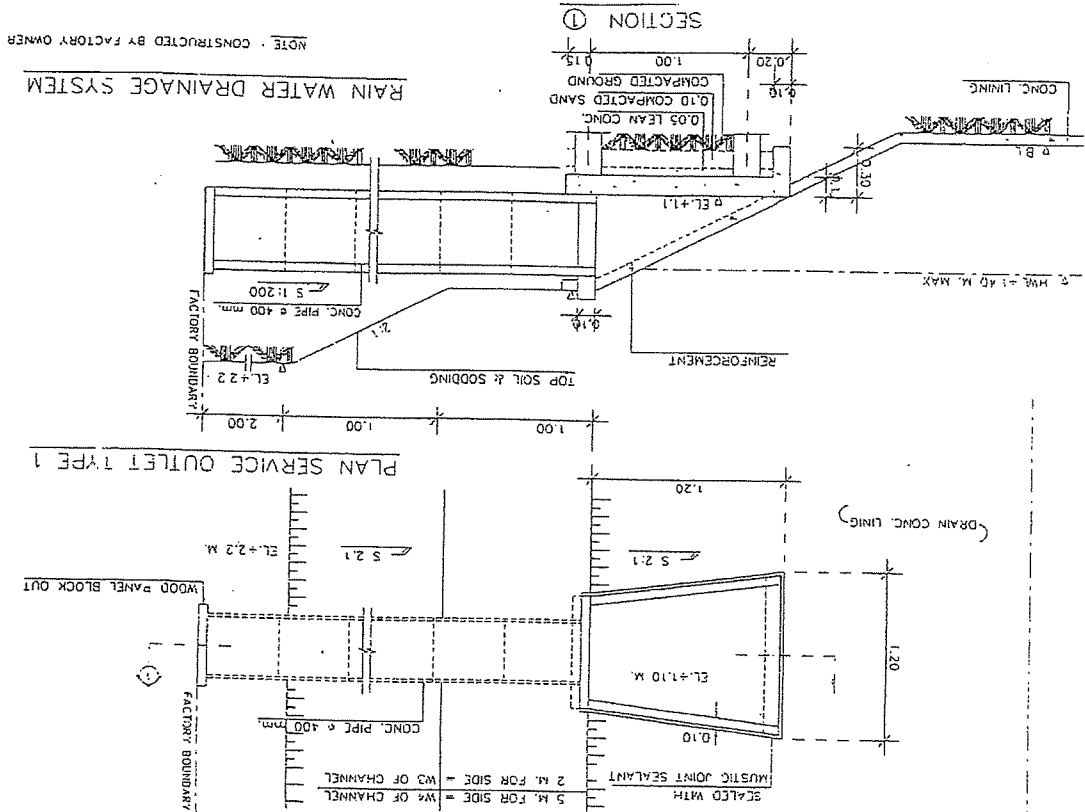 SEALED WITH
MUSTIC JOINT SEALANT
5 M. FOR SIDE = W4 OF CHANNEL
2 M. FOR SIDE = W3 OF CHANNEL
FACTORY BOUNDARY
0.10
CONC. PIPE ø 400 mm.
1.20
EL.+1.10 M.
1
WOOD PANEL BLOCK OUT
S 2:1
S 2:1
EL.+2.2 M.
(DRAIN CONC. LINIG)
1.20
PLAN SERVICE OUTLET TYPE 1
1.00
1.00
2.00
REINFORCEMENT
TOP SOIL & SODDING
EL.+2.2
FACTORY BOUNDARY
0.10
2:1
CONC. PIPE ø 400 mm.
S 1:200
HWL +1.40 M. MAX
EL.+1.1
0.30
B.L
CONC. LINING
0.05 LEAN CONC.
0.10 COMPACTED SAND
COMPACTED GROUND
0.10
0.20
1.00
0.15
SECTION 1
RAIN WATER DRAINAGE SYSTEM
NOTE : CONSTRUCTED BY FACTORY OWNER